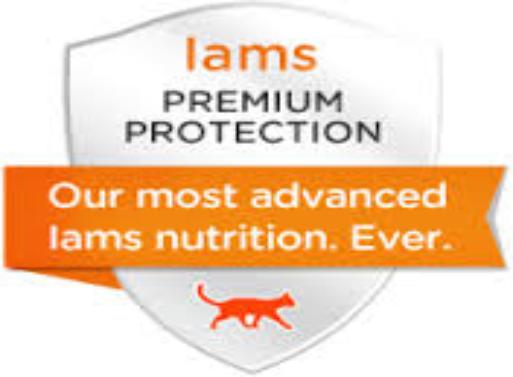 Iams
PREMIUM
PROTECTION
Our most advanced
Iams nutrition. Ever.